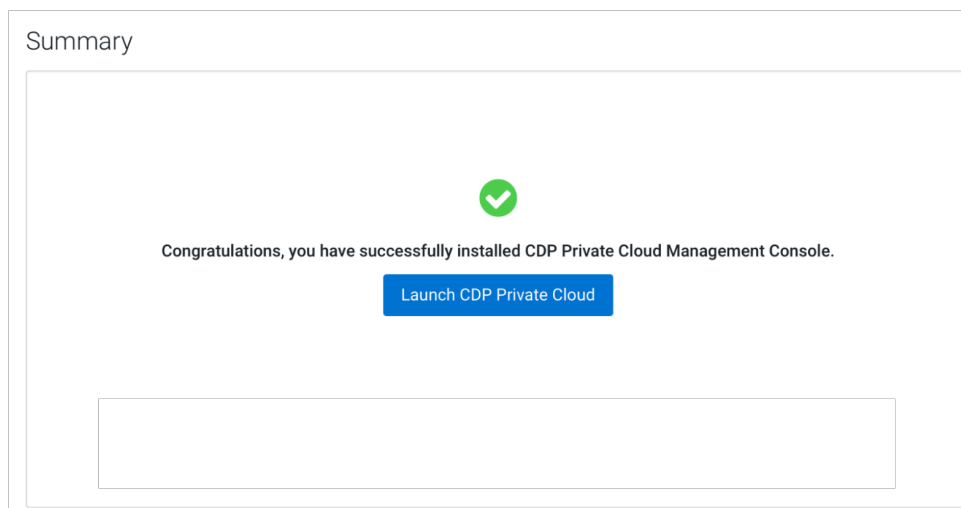 Summary
Congratulations, you have successfully installed CDP Private Cloud Management Console.
Launch CDP Private Cloud